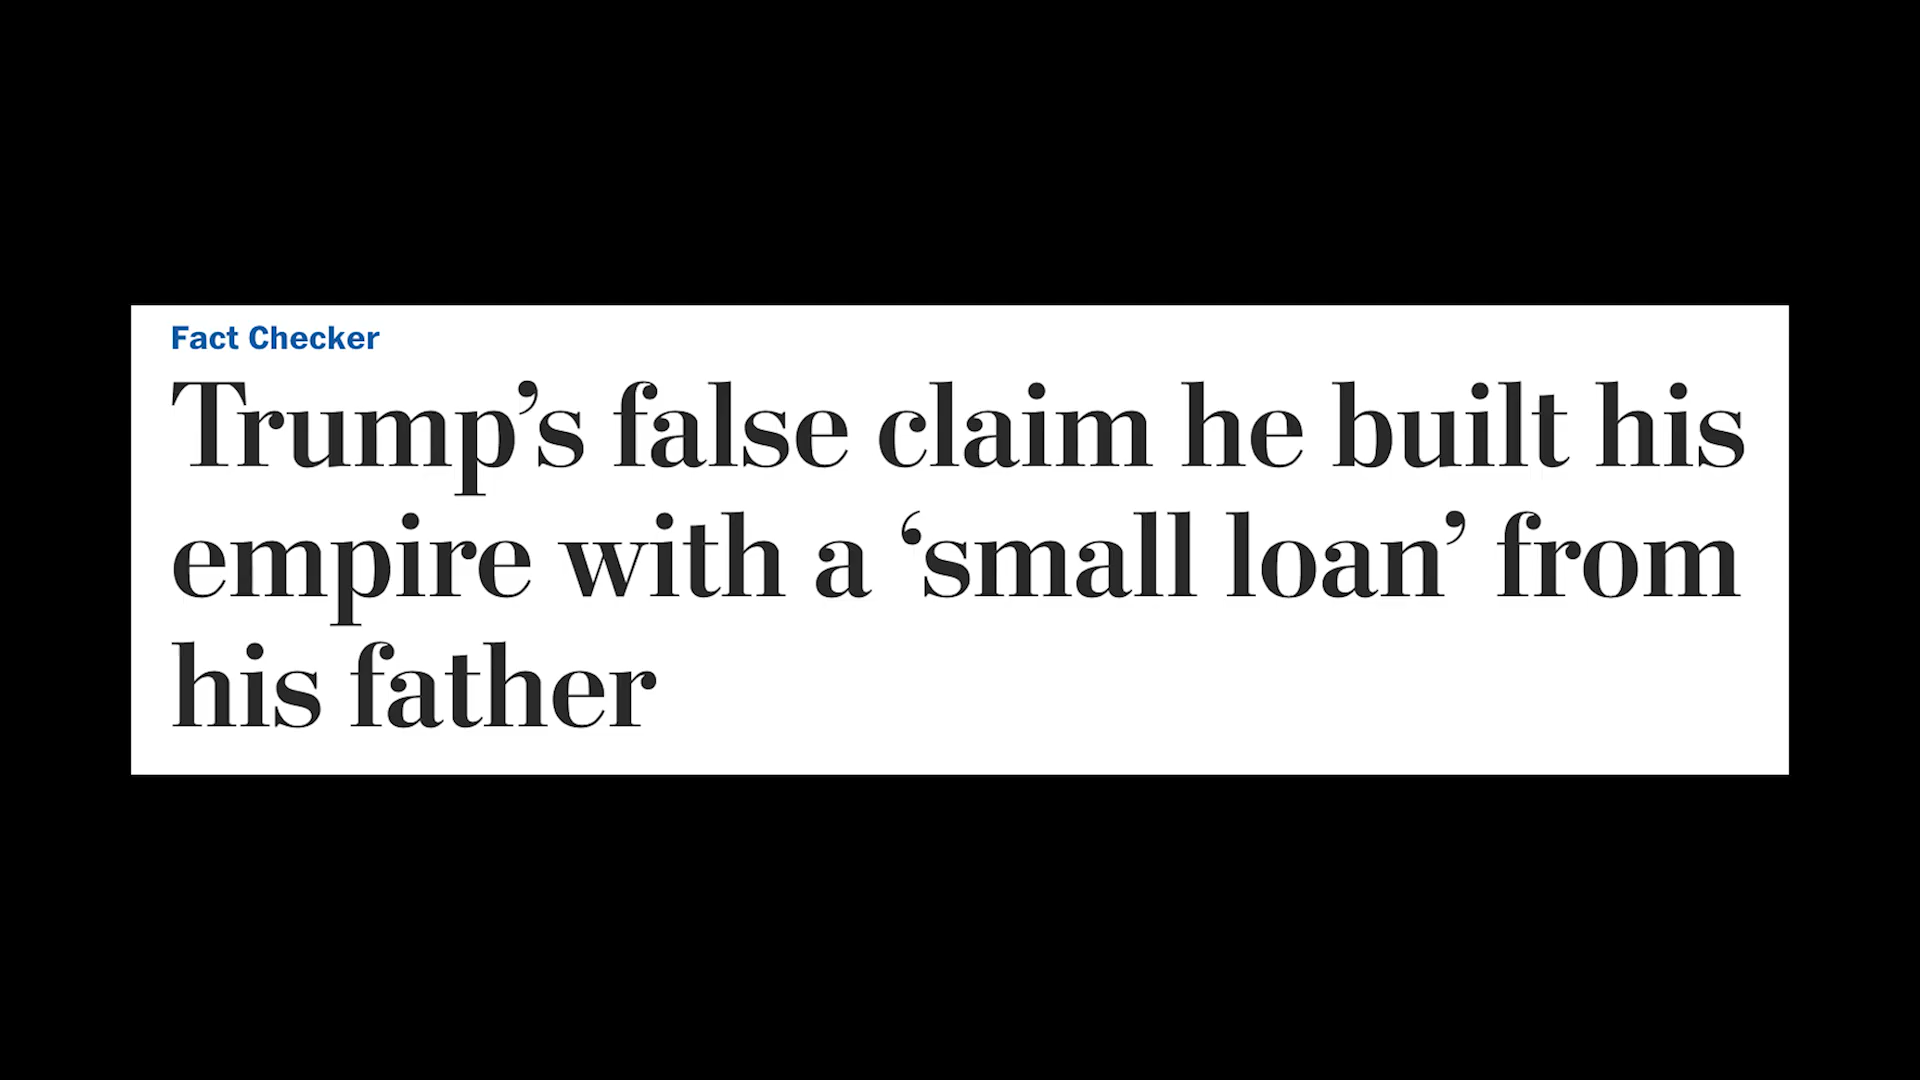 Fact Checker
Trump’s false claim he built his
empire with a ‘small loan’ from
his father